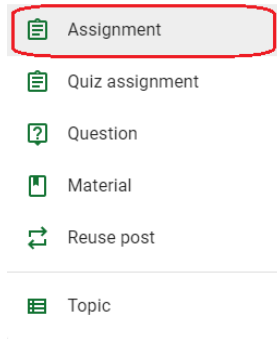 Assignment
Quiz assignment
Question
Material
Reuse post
Topic